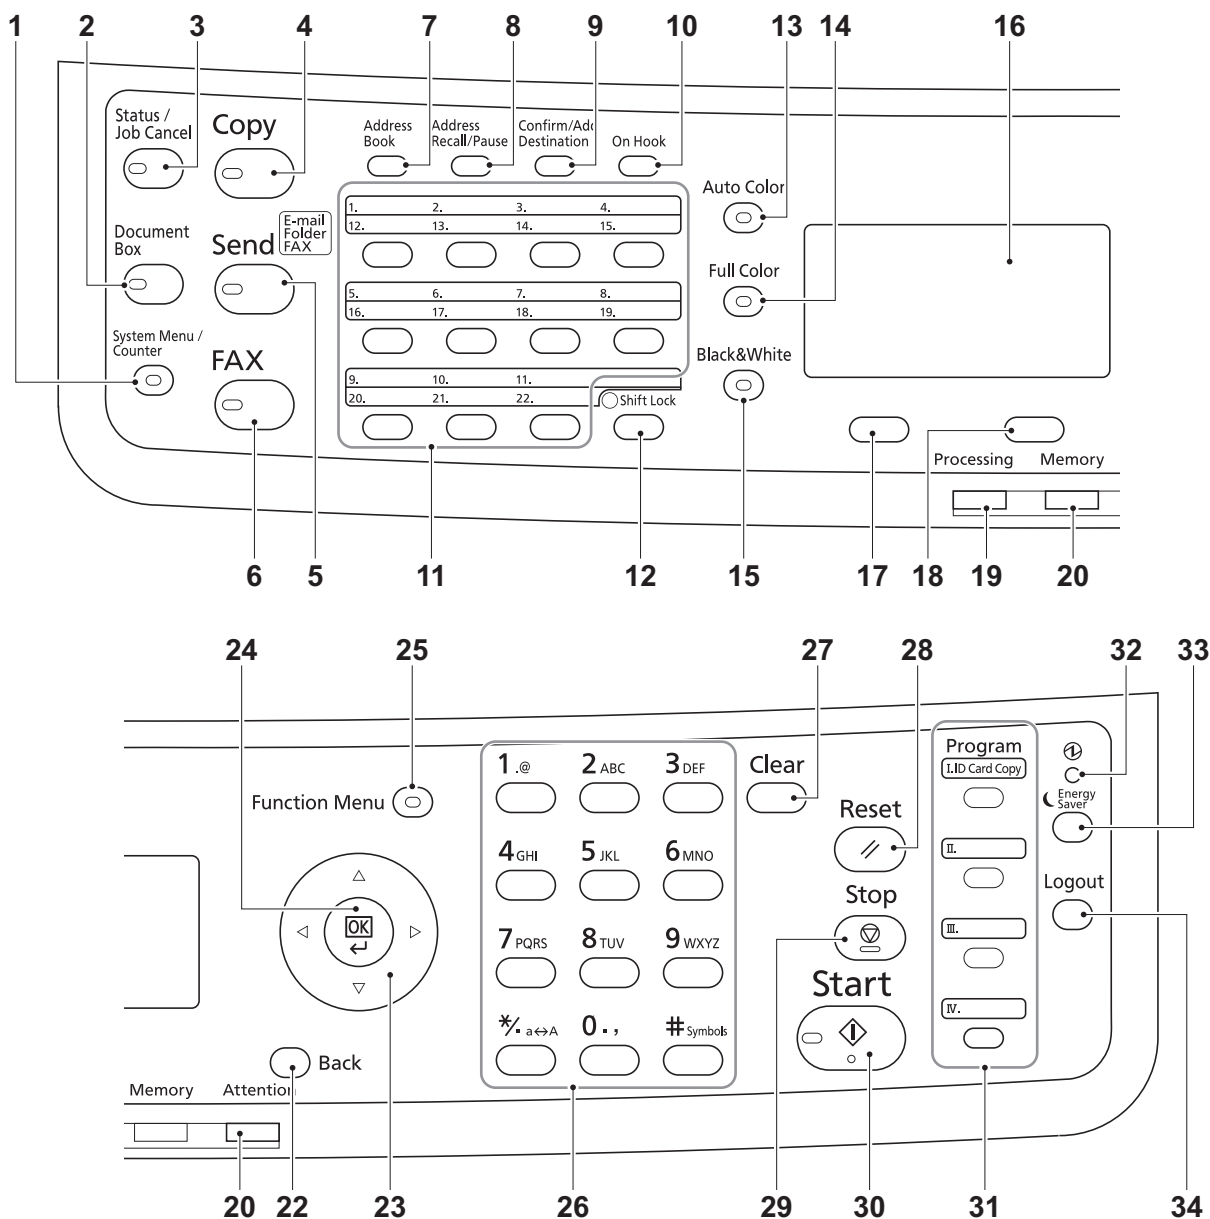 1 2 3 4 7 8 9 10 13 14 16
Status /
Job Cancel
Copy
Address
Book
Address
Recall/Pause
Confirm/Add
Destination
On Hook
Auto Color
1. 2. 3. 4.
12. 13. 14. 15.
Document
Box
Send
E-mail
Folder
FAX
Full Color
5. 6. 7. 8.
16. 17. 18. 19.
System Menu /
Counter
FAX
Black&White
9. 10. 11.
20. 21. 22.
Shift Lock
Processing Memory
6 5 11 12 15 17 18 19 20
24 25 27 28 32 33
Function Menu
1 .@ 2 ABC 3 DEF
Clear
Program
I.ID Card Copy
Energy
Saver
Reset
4 GHI 5 JKL 6 MNO
II.
Stop
Logout
OK
7 PQRS 8 TUV 9 WXYZ
III.
Start
*/. a↔A 0 . , # Symbols
IV.
Back
Memory Attention
20 22 23 26 29 30 31 34